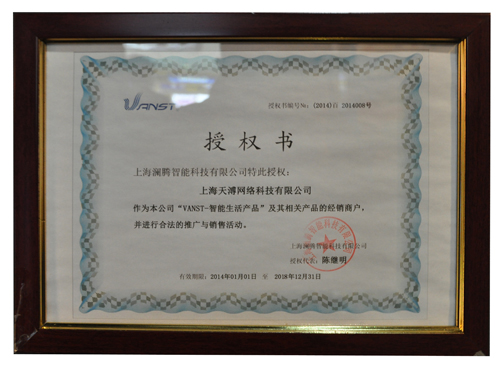 VANST
授权书编号№:(2014)自 2014008号
授 权 书
上海澜腾智能科技有限公司特此授权:
上海天溥网络科技有限公司
作为本公司“VANST-智能生活产品”及其相关产品的经销商户,
并进行合法的推广与销售活动。
上海澜腾智能科技有限公司
授权代表:陈继明
有效期限:2014年01月01日 至 2018年12月31日